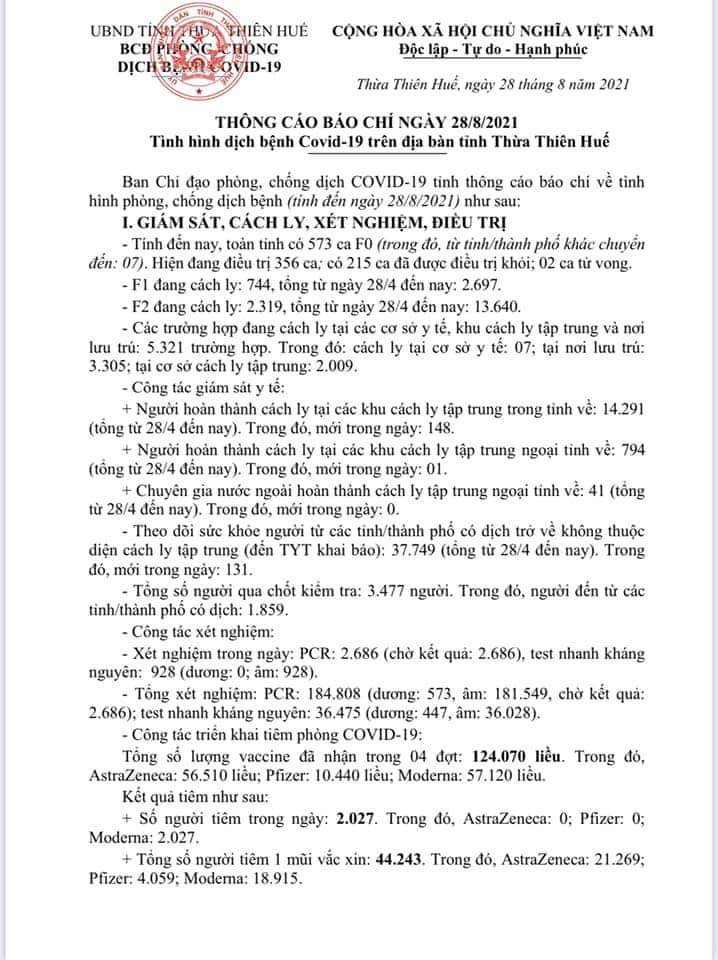 UBND TỈNH THỪA THIÊN HUẾ
BCĐ PHÒNG, CHỐNG
DỊCH BỆNH COVID-19
CỘNG HÒA XÃ HỘI CHỦ NGHĨA VIỆT NAM
Độc lập - Tự do - Hạnh phúc
Thừa Thiên Huế, ngày 28 tháng 8 năm 2021
THÔNG CÁO BÁO CHÍ NGÀY 28/8/2021
Tình hình dịch bệnh Covid-19 trên địa bàn tỉnh Thừa Thiên Huế
Ban Chỉ đạo phòng, chống dịch COVID-19 tỉnh thông cáo báo chí về tình
hình phòng, chống dịch bệnh (tính đến ngày 28/8/2021) như sau:
I. GIÁM SÁT, CÁCH LY, XÉT NGHIỆM, ĐIỀU TRỊ
- Tính đến nay, toàn tỉnh có 573 ca F0 (trong đó, từ tỉnh/thành phố khác chuyển
đến: 07). Hiện đang điều trị 356 ca; có 215 ca đã được điều trị khỏi; 02 ca tử vong.
- F1 đang cách ly: 744, tổng từ ngày 28/4 đến nay: 2.697.
- F2 đang cách ly: 2.319, tổng từ ngày 28/4 đến nay: 13.640.
- Các trường hợp đang cách ly tại các cơ sở y tế, khu cách ly tập trung và nơi
lưu trú: 5.321 trường hợp. Trong đó: cách ly tại cơ sở y tế: 07; tại nơi lưu trú:
3.305; tại cơ sở cách ly tập trung: 2.009.
- Công tác giám sát y tế:
+ Người hoàn thành cách ly tại các khu cách ly tập trung trong tỉnh về: 14.291
(tổng từ 28/4 đến nay). Trong đó, mới trong ngày: 148.
+ Người hoàn thành cách ly tại các khu cách ly tập trung ngoại tỉnh về: 794
(tổng từ 28/4 đến nay). Trong đó, mới trong ngày: 01.
+ Chuyên gia nước ngoài hoàn thành cách ly tập trung ngoại tỉnh về: 41 (tổng
từ 28/4 đến nay). Trong đó, mới trong ngày: 0.
- Theo dõi sức khỏe người từ các tỉnh/thành phố có dịch trở về không thuộc
diện cách ly tập trung (đến TYT khai báo): 37.749 (tổng từ 28/4 đến nay). Trong
đó, mới trong ngày: 131.
- Tổng số người qua chốt kiểm tra: 3.477 người. Trong đó, người đến từ các
tỉnh/thành phố có dịch: 1.859.
- Công tác xét nghiệm:
- Xét nghiệm trong ngày: PCR: 2.686 (chờ kết quả: 2.686), test nhanh kháng
nguyên: 928 (dương: 0; âm: 928).
- Tổng xét nghiệm: PCR: 184.808 (dương: 573, âm: 181.549, chờ kết quả:
2.686); test nhanh kháng nguyên: 36.475 (dương: 447, âm: 36.028).
- Công tác triển khai tiêm phòng COVID-19:
Tổng số lượng vaccine đã nhận trong 04 đợt: 124.070 liều. Trong đó,
AstraZeneca: 56.510 liều; Pfizer: 10.440 liều; Moderna: 57.120 liều.
Kết quả tiêm như sau:
+ Số người tiêm trong ngày: 2.027. Trong đó, AstraZeneca: 0; Pfizer: 0;
Moderna: 2.027.
+ Tổng số người tiêm 1 mũi vắc xin: 44.243. Trong đó, AstraZeneca: 21.269;
Pfizer: 4.059; Moderna: 18.915.